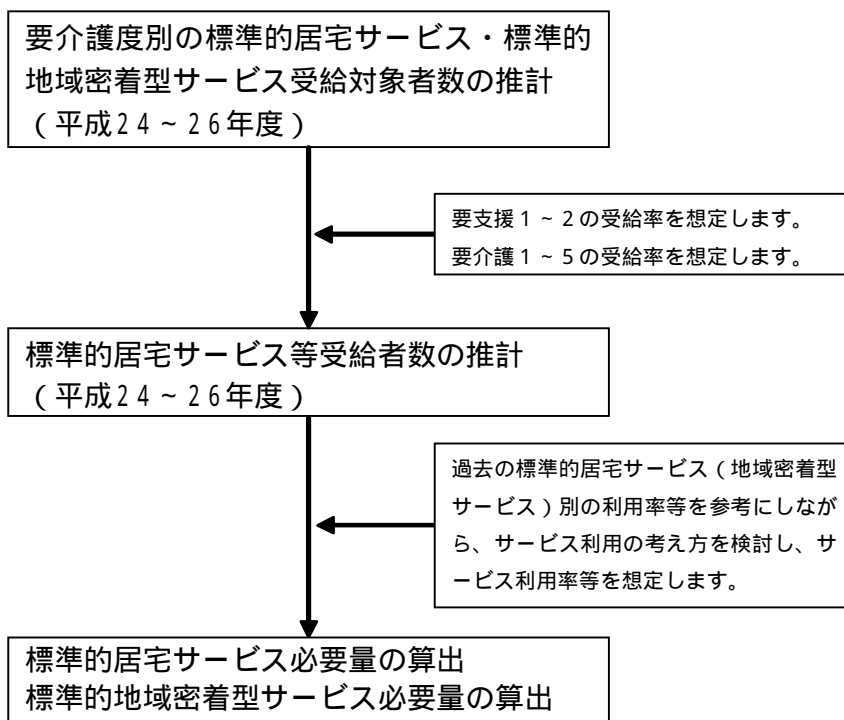 要介護度別の標準的居宅サービス・標準的
地域密着型サービス受給対象者数の推計
（平成24～26年度）
要支援1～2の受給率を想定します。
要介護1～5の受給率を想定します。
標準的居宅サービス等受給者数の推計
（平成24～26年度）
過去の標準的居宅サービス（地域密着型
サービス）別の利用率等を参考にしなが
ら、サービス利用の考え方を検討し、サ
ービス利用率等を想定します。
標準的居宅サービス必要量の算出
標準的地域密着型サービス必要量の算出